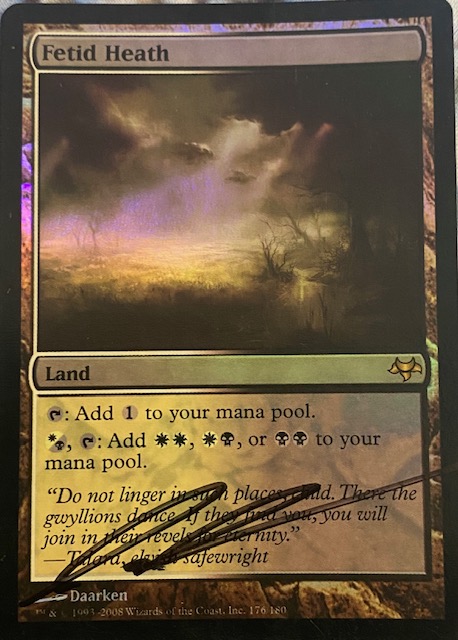 Fetid Heath
Land
: Add 1 to your mana pool.
, : Add , , or to your
mana pool.
"Do not linger in such places, child. There the
gwyllions dance. If they find you, you will
join in their revels for eternity."
—Talara, elvish safewright
Daarken
™ & © 1993-2008 Wizards of the Coast, Inc. 176/180